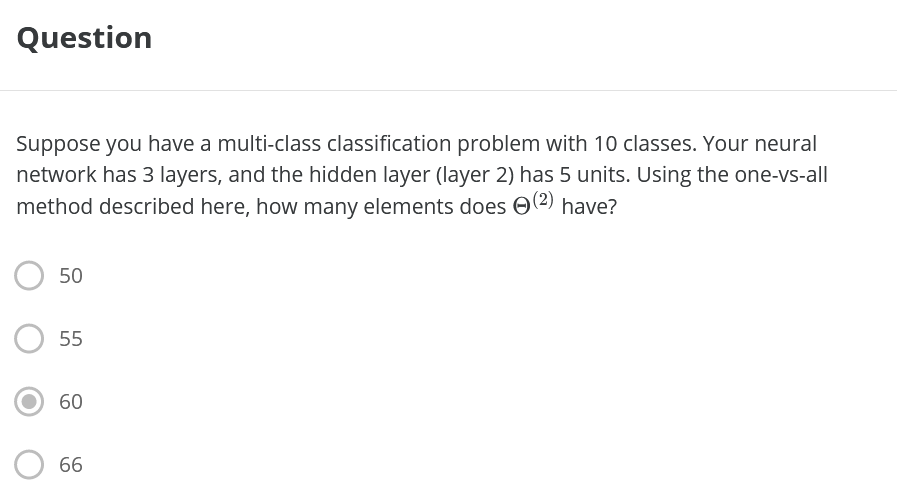 Question
Suppose you have a multi-class classification problem with 10 classes. Your neural
network has 3 layers, and the hidden layer (layer 2) has 5 units. Using the one-vs-all
method described here, how many elements does Θ⁽²⁾ have?
50
55
60
66